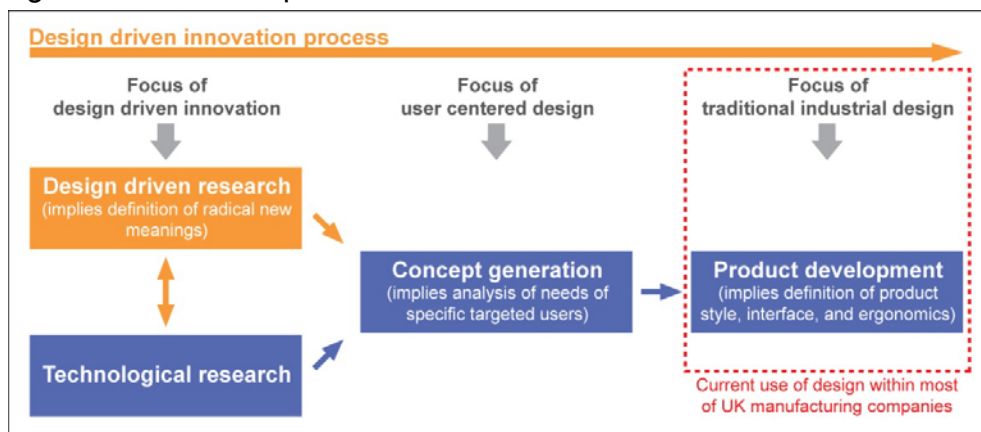 Design driven innovation process
Focus of
design driven innovation
Focus of
user centered design
Focus of
traditional industrial design
Design driven research
(implies definition of radical new
meanings)
Concept generation
(implies analysis of needs of
specific targeted users)
Product development
(implies definition of product
style, interface, and ergonomics)
Technological research
Current use of design within most
of UK manufacturing companies